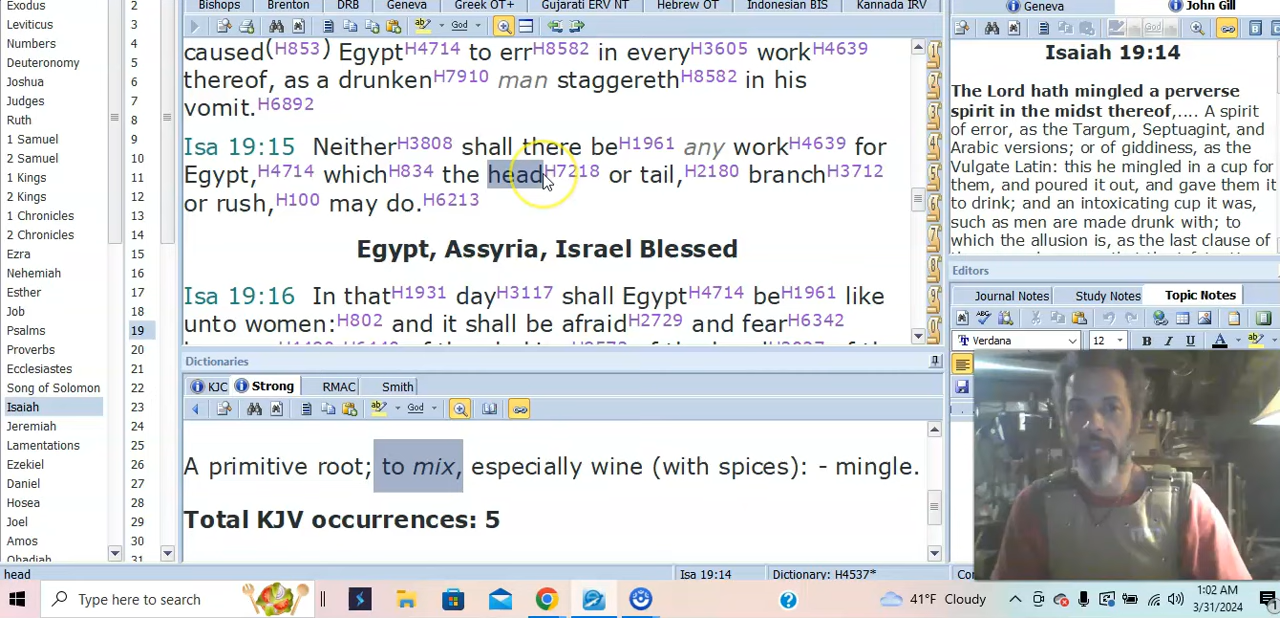 Exodus
Leviticus
Numbers
Deuteronomy
Joshua
Judges
Ruth
1 Samuel
2 Samuel
1 Kings
2 Kings
1 Chronicles
2 Chronicles
Ezra
Nehemiah
Esther
Job
Psalms
Proverbs
Ecclesiastes
Song of Solomon
Isaiah
Jeremiah
Lamentations
Ezekiel
Daniel
Hosea
Joel
Amos
Obadiah
2
3
4
5
6
7
8
9
10
11
12
13
14
15
16
17
18
19
20
21
22
23
24
25
26
27
28
29
30
31
Bishops Brenton DRB Geneva Greek OT+ Gujarati ERV NT Hebrew OT Indonesian BIS Kannada IRV
God
caused(H853) Egypt H4714 to err H8582 in every H3605 work H4639
thereof, as a drunken H7910 man staggereth H8582 in his
vomit. H6892
Isa 19:15 Neither H3808 shall there be H1961 any work H4639 for
Egypt, H4714 which H834 the head H7218 or tail, H2180 branch H3712
or rush, H100 may do. H6213
Egypt, Assyria, Israel Blessed
Isa 19:16 In that H1931 day H3117 shall Egypt H4714 be H1961 like
unto women: H802 and it shall be afraid H2729 and fear H6342
Dictionaries
KJC Strong RMAC Smith
God
A primitive root; to mix, especially wine (with spices): - mingle.
Total KJV occurrences: 5
Geneva John Gill
God
Isaiah 19:14
The Lord hath mingled a perverse
spirit in the midst thereof,.... A spirit
of error, as the Targum, Septuagint, and
Arabic versions; or of giddiness, as the
Vulgate Latin: this he mingled in a cup for
them, and poured it out, and gave them it
to drink; and an intoxicating cup it was,
such as men are made drunk with; to
which the allusion is, as the last clause of
Editors
Journal Notes Study Notes Topic Notes
Verdana 12 B I U A ab
head Isa 19:14 Dictionary: H4537*
Type here to search 41°F Cloudy 1:02 AM
3/31/2024